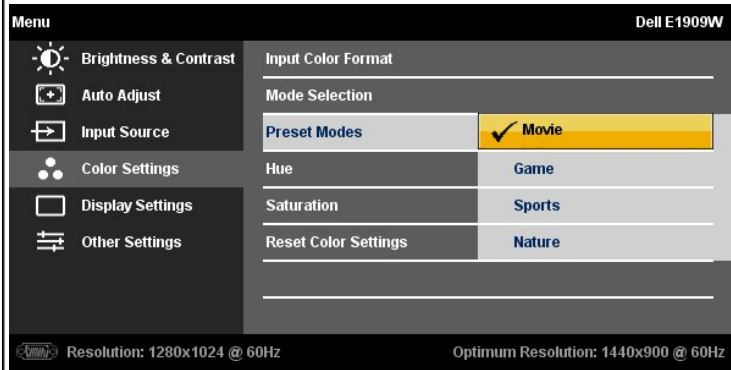 Menu Dell E1909W
Brightness & Contrast Input Color Format
Auto Adjust Mode Selection
Input Source Preset Modes Movie
Color Settings Hue Game
Display Settings Saturation Sports
Other Settings Reset Color Settings Nature
Resolution: 1280x1024 @ 60Hz Optimum Resolution: 1440x900 @ 60Hz